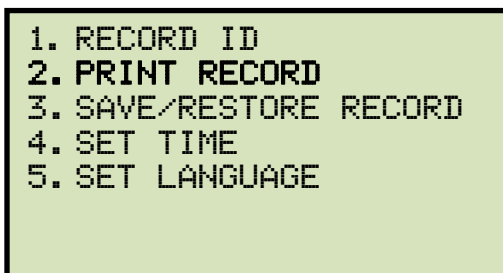 1. RECORD ID
2. PRINT RECORD
3. SAVE/RESTORE RECORD
4. SET TIME
5. SET LANGUAGE